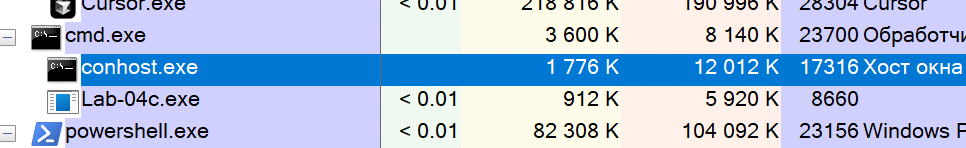 Cursor.exe < 0.01 218 816 K 190 996 K 28304 Cursor
cmd.exe 3 600 K 8 140 K 23700 Обработчи
conhost.exe 1 776 K 12 012 K 17316 Хост окна
Lab-04c.exe < 0.01 912 K 5 920 K 8660
powershell.exe < 0.01 82 308 K 104 092 K 23156 Windows P